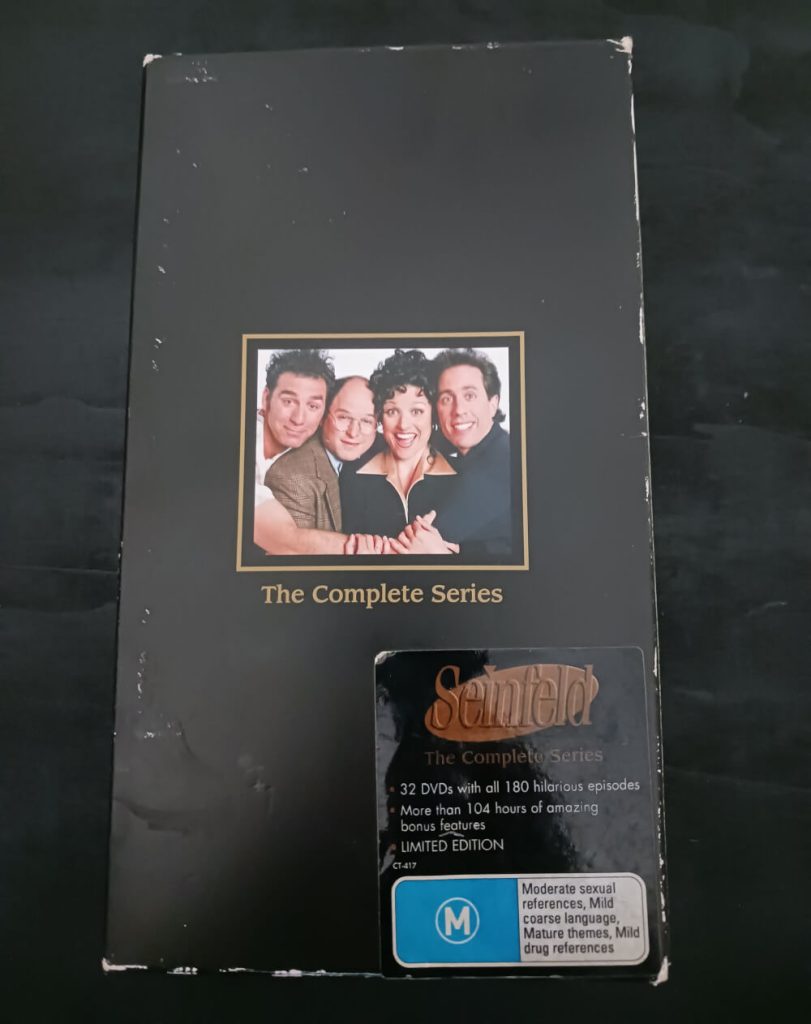 The Complete Series
Seinfeld
The Complete Series
• 32 DVDs with all 180 hilarious episodes
• More than 104 hours of amazing
bonus features
• LIMITED EDITION
CT-417
M
Moderate sexual
references, Mild
coarse language,
Mature themes, Mild
drug references